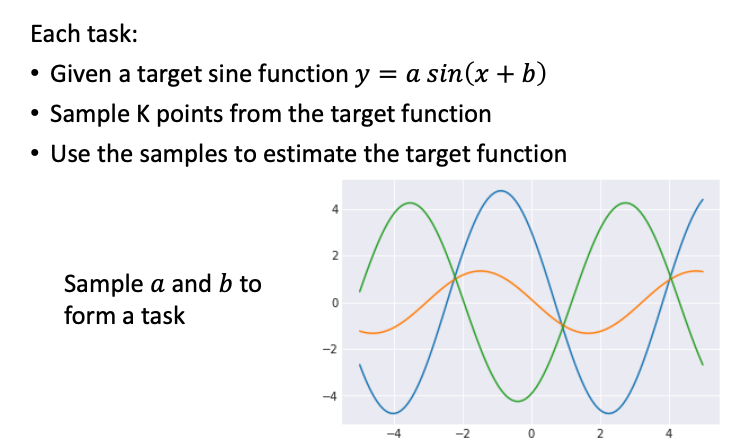 Each task:
• Given a target sine function y = a sin(x + b)
• Sample K points from the target function
• Use the samples to estimate the target function
Sample a and b to
form a task
4
2
0
−2
−4
−4 −2 0 2 4